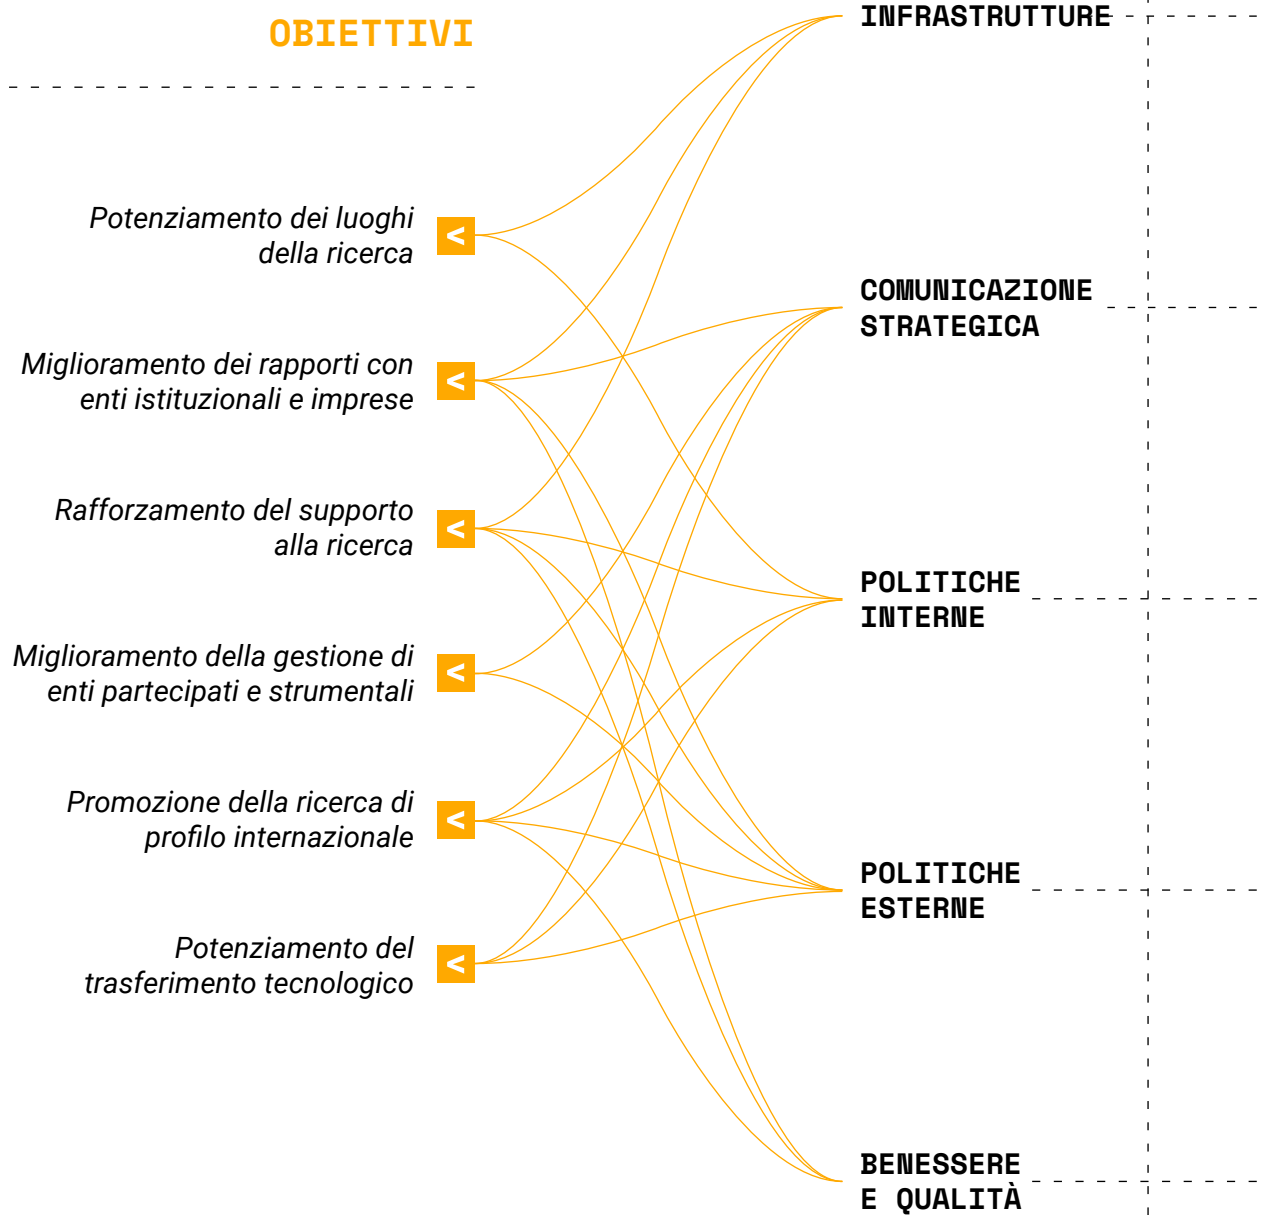 OBIETTIVI
Potenziamento dei luoghi
della ricerca
<
Miglioramento dei rapporti con
enti istituzionali e imprese
<
Rafforzamento del supporto
alla ricerca
<
Miglioramento della gestione di
enti partecipati e strumentali
<
Promozione della ricerca di
profilo internazionale
<
Potenziamento del
trasferimento tecnologico
<
INFRASTRUTTURE
COMUNICAZIONE
STRATEGICA
POLITICHE
INTERNE
POLITICHE
ESTERNE
BENESSERE
E QUALITÀ